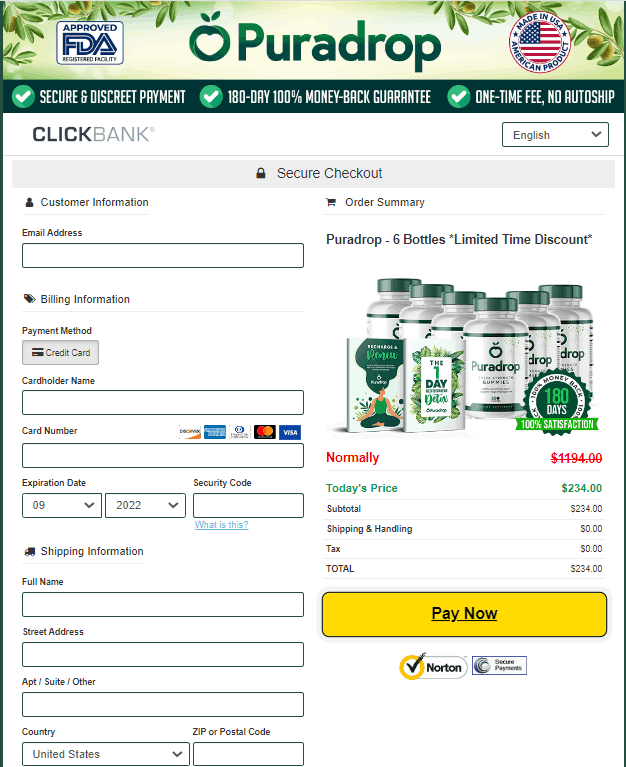 APPROVED
FDA
REGISTERED FACILITY
Puradrop
MADE IN USA
AMERICAN PRODUCT
SECURE & DISCREET PAYMENT
180-DAY 100% MONEY-BACK GUARANTEE
ONE-TIME FEE, NO AUTOSHIP
CLICKBANK®
English
Secure Checkout
Customer Information
Email Address
Billing Information
Payment Method
Credit Card
Cardholder Name
Card Number
DISCOVER
VISA
Expiration Date
Security Code
09
2022
What is this?
Shipping Information
Full Name
Street Address
Apt / Suite / Other
Country
ZIP or Postal Code
United States
Order Summary
Puradrop - 6 Bottles *Limited Time Discount*
RECHARGE &
Renew
Puradrop
THE
1
DAY
Detox
Puradrop
Puradrop
GUMMIES
drop
drop
100% MONEY BACK
180
DAYS
100% SATISFACTION
Normally
$1194.00
Today's Price
$234.00
Subtotal
$234.00
Shipping & Handling
$0.00
Tax
$0.00
TOTAL
$234.00
Pay Now
Norton
Secure
Payments